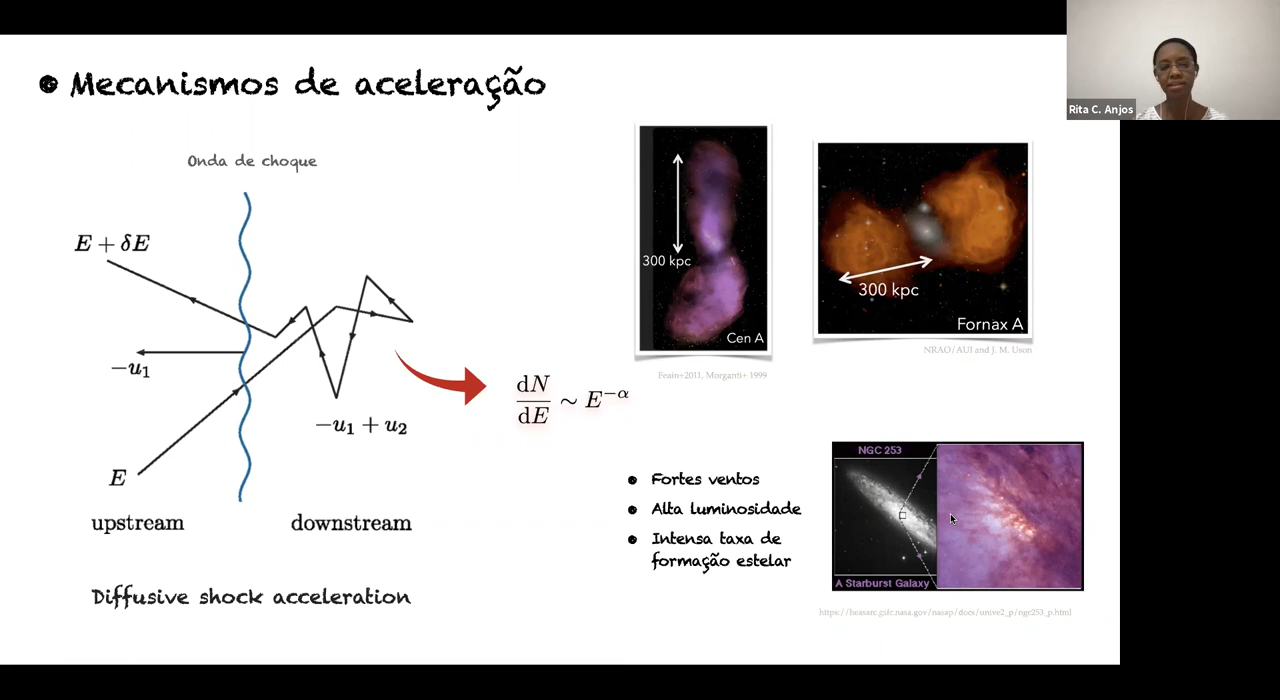 Mecanismos de aceleração
Rita C. Anjos
Onda de choque
E + δE
−u₁
−u₁ + u₂
E
upstream
downstream
Diffusive shock acceleration
dN
dE
∼ E^−α
300 kpc
Cen A
Feain+2011, Morganti+ 1999
300 kpc
Fornax A
NRAO/AUI and J. M. Uson
Fortes ventos
Alta luminosidade
Intensa taxa de
formação estelar
NGC 253
A Starburst Galaxy
https://heasarc.gsfc.nasa.gov/nasap/docs/unive2_p/ngc253_p.html